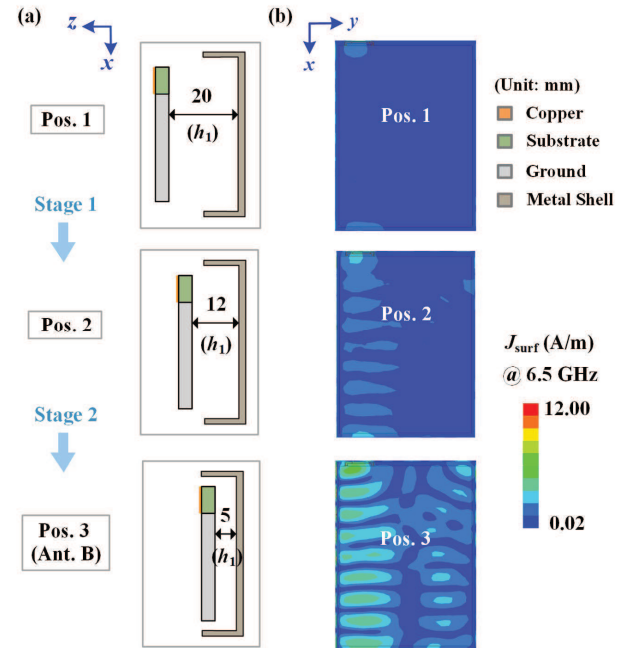 (a)
z
x
Pos. 1
20
(h₁)
Stage 1
Pos. 2
12
(h₁)
Stage 2
Pos. 3
(Ant. B)
5
(h₁)
(b)
y
x
Pos. 1
Pos. 2
Pos. 3
(Unit: mm)
Copper
Substrate
Ground
Metal Shell
Jsurf (A/m)
@ 6.5 GHz
12.00
0.02